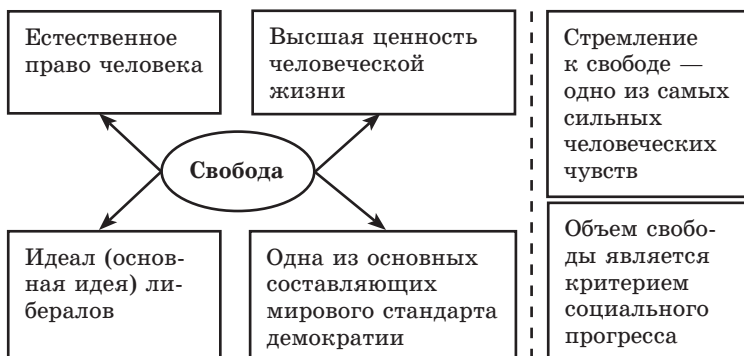 Естественное
право человека
Высшая ценность
человеческой
жизни
Стремление
к свободе —
одно из самых
сильных
человеческих
чувств
Свобода
Идеал (основ-
ная идея) ли-
бералов
Одна из основных
составляющих
мирового стандарта
демократии
Объем свобо-
ды является
критерием
социального
прогресса